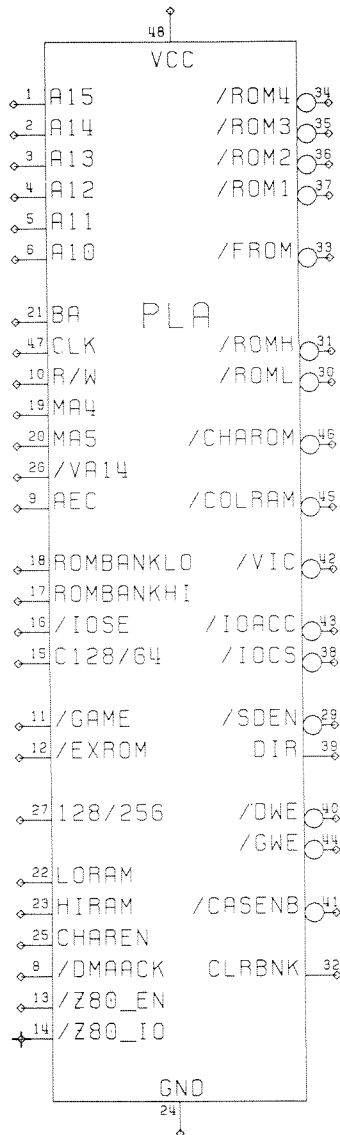 48
VCC
1 A15 /ROM4 34
2 A14 /ROM3 35
3 A13 /ROM2 36
4 A12 /ROM1 37
5 A11
6 A10 /FROM 33
21 BA PLA
47 CLK /ROMH 31
10 R/W /ROML 30
19 MA4
20 MA5 /CHAROM 46
26 /VA14
9 AEC /COLRAM 45
18 ROMBANKLO /VIC 42
17 ROMBANKHI
16 /IOSE /IOACC 43
15 C128/64 /IOCS 38
11 /GAME /SDEN 29
12 /EXROM DIR 39
27 128/256 /DWE 40
/GWE 44
22 LORAM
23 HIRAM /CASENB 41
25 CHAREN
8 /DMAACK CLRBNK 32
13 /Z80_EN
14 /Z80_IO
GND
24